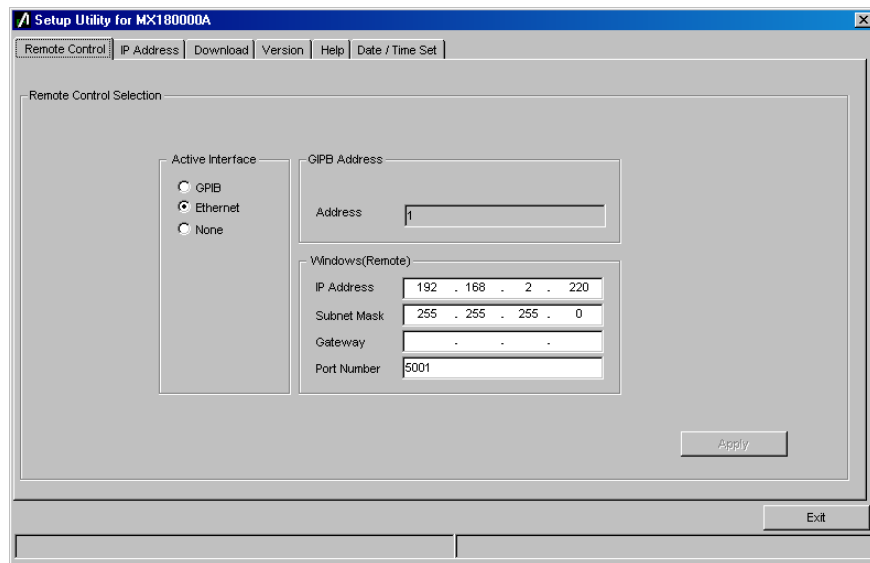 Setup Utility for MX180000A
Remote Control IP Address Download Version Help Date / Time Set
Remote Control Selection
Active Interface
GPIB
Ethernet
None
GIPB Address
Address 1
Windows(Remote)
IP Address 192 . 168 . 2 . 220
Subnet Mask 255 . 255 . 255 . 0
Gateway . . .
Port Number 5001
Apply
Exit